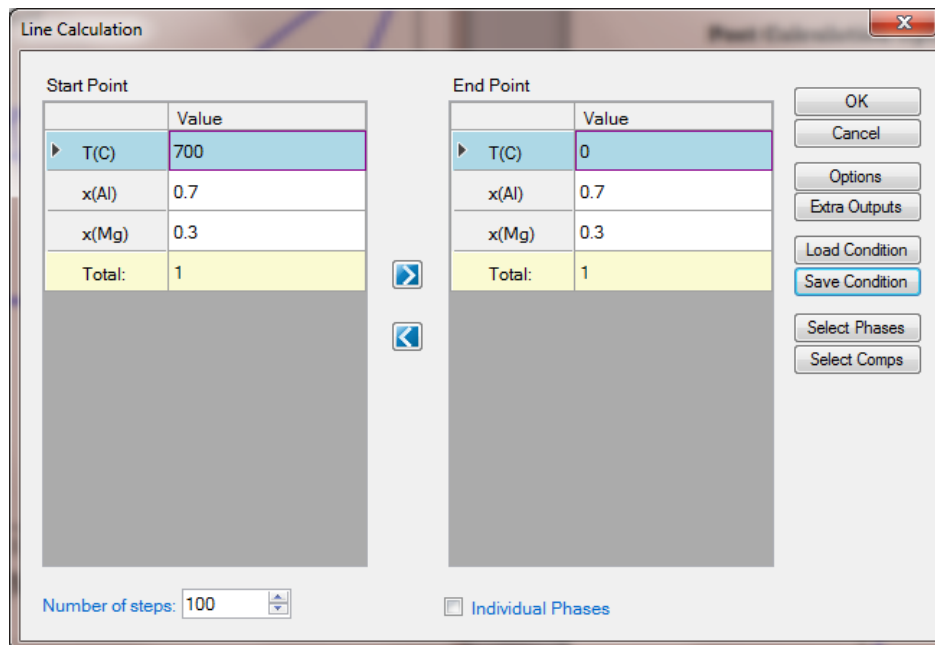 Line Calculation
Start Point
Value
T(C) 700
x(Al) 0.7
x(Mg) 0.3
Total: 1
End Point
Value
T(C) 0
x(Al) 0.7
x(Mg) 0.3
Total: 1
OK
Cancel
Options
Extra Outputs
Load Condition
Save Condition
Select Phases
Select Comps
Number of steps: 100
Individual Phases